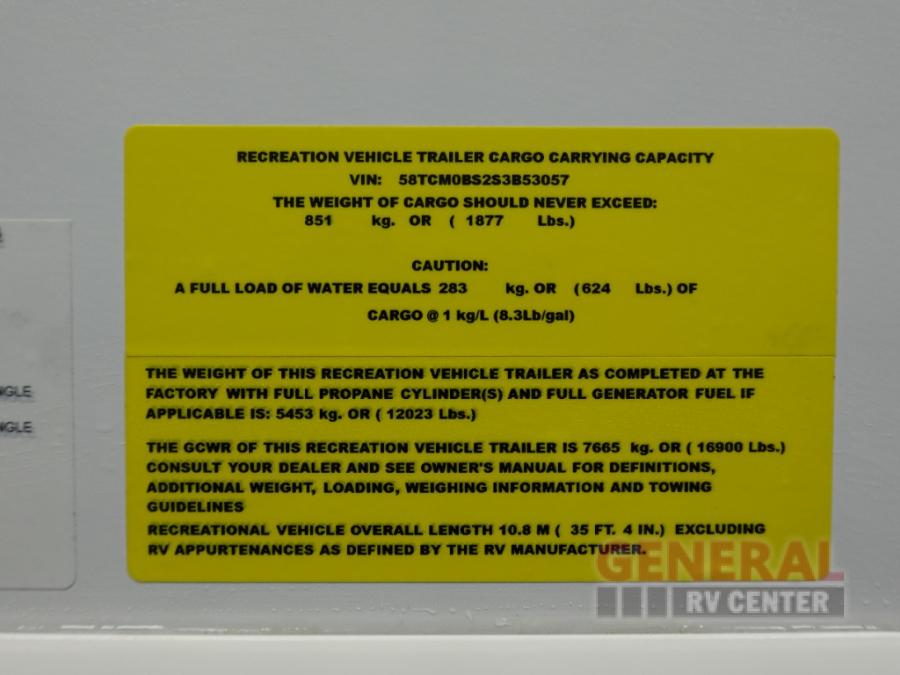 RECREATION VEHICLE TRAILER CARGO CARRYING CAPACITY
VIN: 58TCM0BS2S3B53057
THE WEIGHT OF CARGO SHOULD NEVER EXCEED:
851 kg. OR ( 1877 Lbs.)
CAUTION:
A FULL LOAD OF WATER EQUALS 283 kg. OR (624 Lbs.) OF
CARGO @ 1 kg/L (8.3Lb/gal)
THE WEIGHT OF THIS RECREATION VEHICLE TRAILER AS COMPLETED AT THE
FACTORY WITH FULL PROPANE CYLINDER(S) AND FULL GENERATOR FUEL IF
APPLICABLE IS: 5453 kg. OR ( 12023 Lbs.)
THE GCWR OF THIS RECREATION VEHICLE TRAILER IS 7665 kg. OR ( 16900 Lbs.)
CONSULT YOUR DEALER AND SEE OWNER'S MANUAL FOR DEFINITIONS,
ADDITIONAL WEIGHT, LOADING, WEIGHING INFORMATION AND TOWING
GUIDELINES
RECREATIONAL VEHICLE OVERALL LENGTH 10.8 M ( 35 FT. 4 IN.) EXCLUDING
RV APPURTENANCES AS DEFINED BY THE RV MANUFACTURER.
NGLE
NGLE
GENERAL
RV CENTER